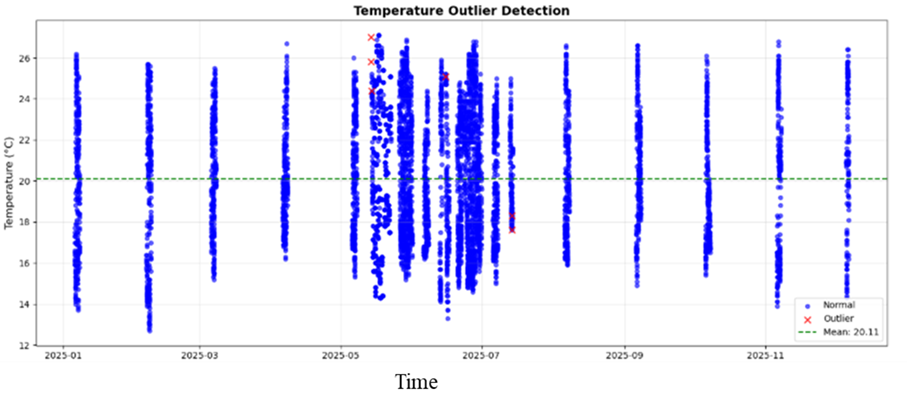 Temperature Outlier Detection
Temperature (°C)
26
24
22
20
18
16
14
12
2025-01
2025-03
2025-05
2025-07
2025-09
2025-11
Normal
Outlier
Mean: 20.11
Time